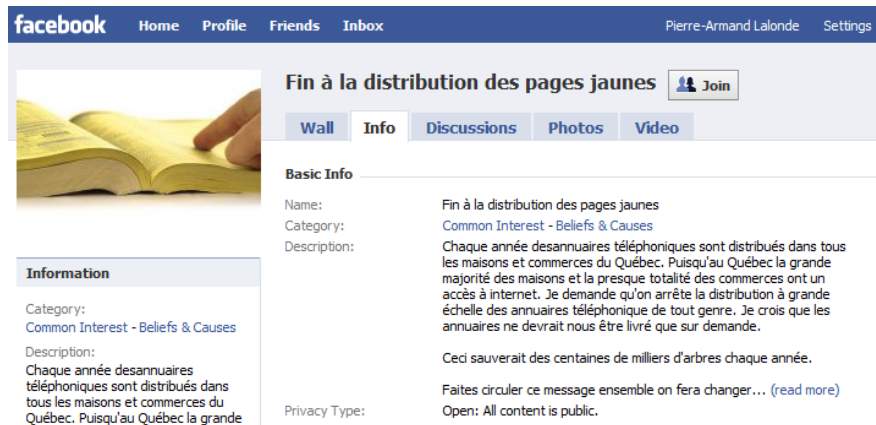 facebook Home Profile Friends Inbox Pierre-Armand Lalonde Settings
Fin à la distribution des pages jaunes Join
Wall Info Discussions Photos Video
Basic Info
Name: Fin à la distribution des pages jaunes
Category: Common Interest - Beliefs & Causes
Description: Chaque année desannuaires téléphoniques sont distribués dans tous
les maisons et commerces du Québec. Puisqu'au Québec la grande
majorité des maisons et la presque totalité des commerces ont un
accès à internet. Je demande qu'on arrête la distribution à grande
échelle des annuaires téléphonique de tout genre. Je crois que les
annuaires ne devrait nous être livré que sur demande.
Ceci sauverait des centaines de milliers d'arbres chaque année.
Faites circuler ce message ensemble on fera changer... (read more)
Privacy Type: Open: All content is public.
Information
Category:
Common Interest - Beliefs & Causes
Description:
Chaque année desannuaires
téléphoniques sont distribués dans
tous les maisons et commerces du
Québec. Puisqu'au Québec la grande